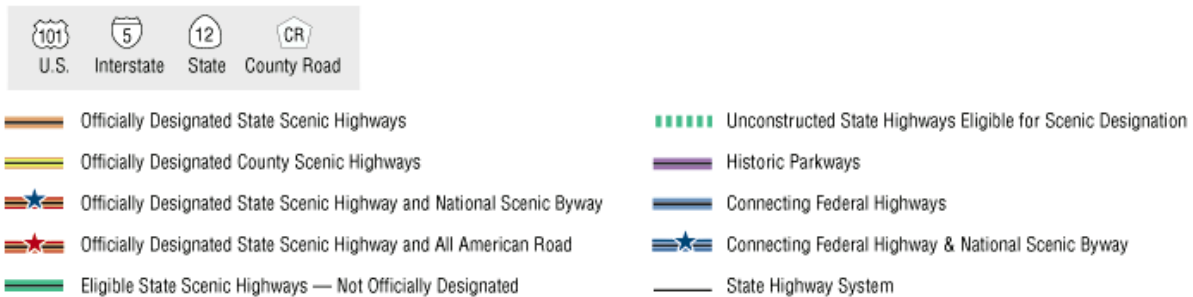 101 5 12 CR
U.S. Interstate State County Road
Officially Designated State Scenic Highways
Officially Designated County Scenic Highways
Officially Designated State Scenic Highway and National Scenic Byway
Officially Designated State Scenic Highway and All American Road
Eligible State Scenic Highways — Not Officially Designated
Unconstructed State Highways Eligible for Scenic Designation
Historic Parkways
Connecting Federal Highways
Connecting Federal Highway & National Scenic Byway
State Highway System